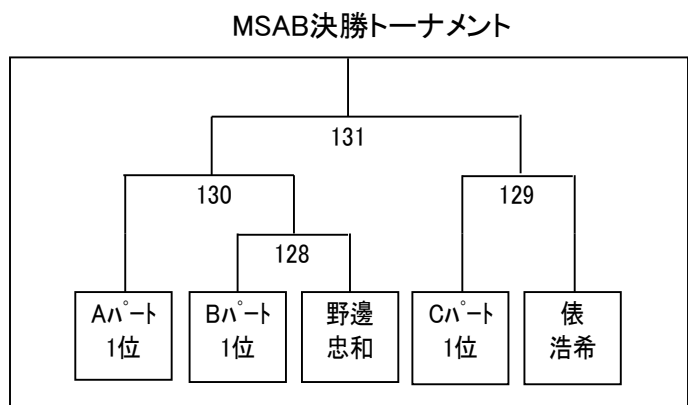 MSAB決勝トーナメント
131
130
129
128
Aﾊﾟｰﾄ
1位
Bﾊﾟｰﾄ
1位
野邊
忠和
Cﾊﾟｰﾄ
1位
俵
浩希